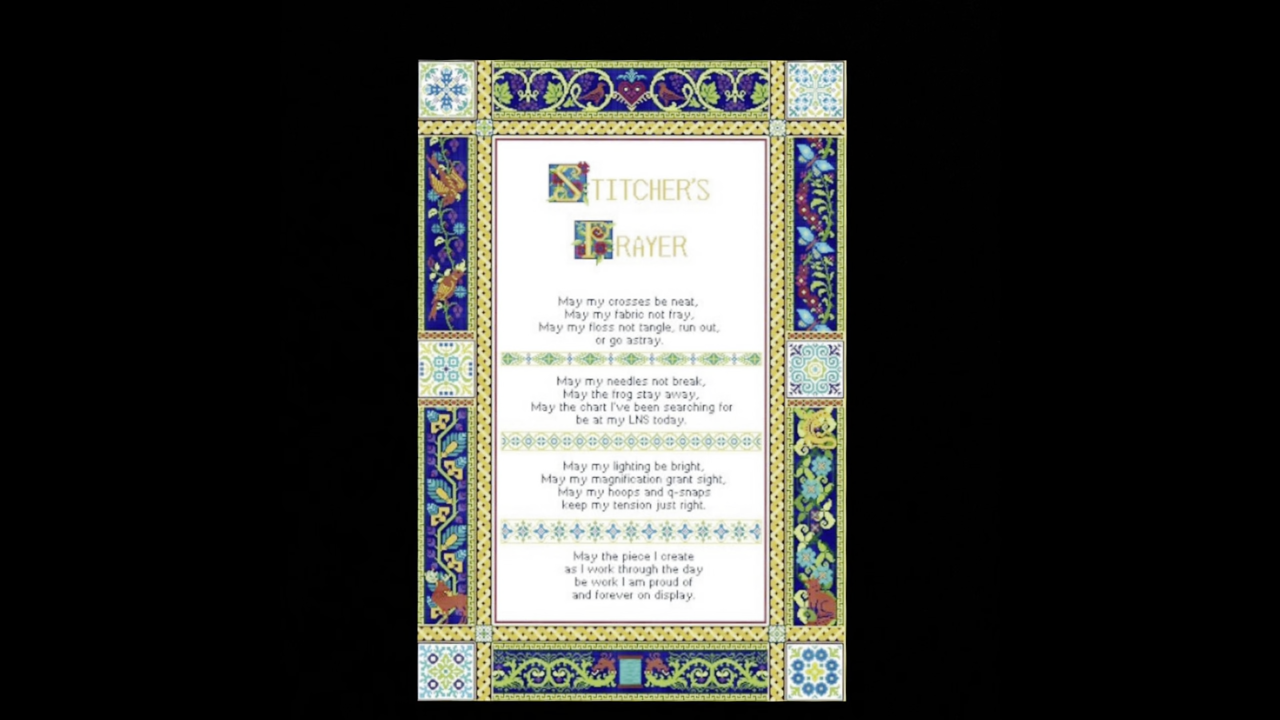 STITCHER'S
PRAYER
May my crosses be neat,
May my fabric not fray,
May my floss not tangle, run out,
or go astray.
May my needles not break,
May the frog stay away,
May the chart I've been searching for
be at my LNS today.
May my lighting be bright,
May my magnification grant sight,
May my hoops and q-snaps
keep my tension just right.
May the piece I create
as I work through the day
be work I am proud of
and forever on display.